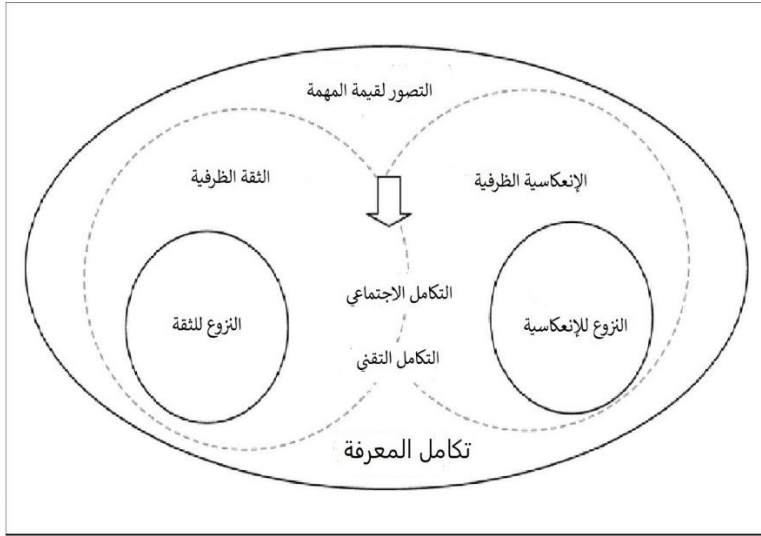 التصور لقيمة المهمة
الإنعكاسية الظرفية
الثقة الظرفية
التكامل الاجتماعي
النزوع للإنعكاسية
النزوع للثقة
التكامل التقني
تكامل المعرفة